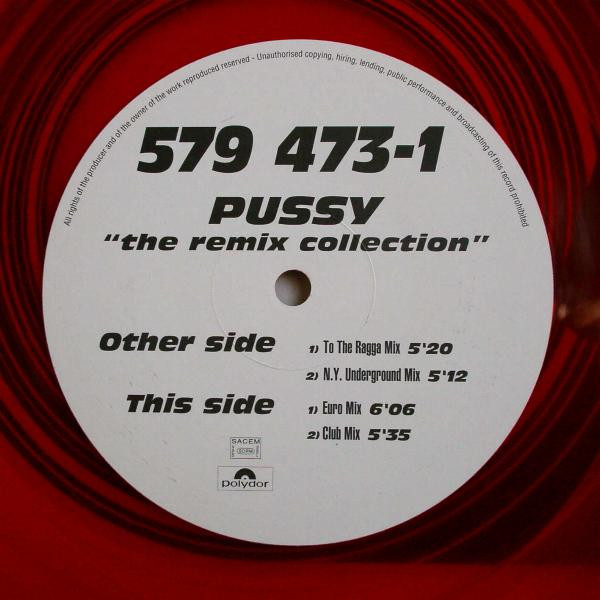 All rights of the producer and of the owner of the work reproduced reserved - Unauthorised copying, hiring, lending, public performance and broadcasting of this record prohibited
579 473-1
PUSSY
"the remix collection"
Other side
1) To The Ragga Mix 5'20
2) N.Y. Underground Mix 5'12
This side
1) Euro Mix 6'06
2) Club Mix 5'35
SACEM
polydor